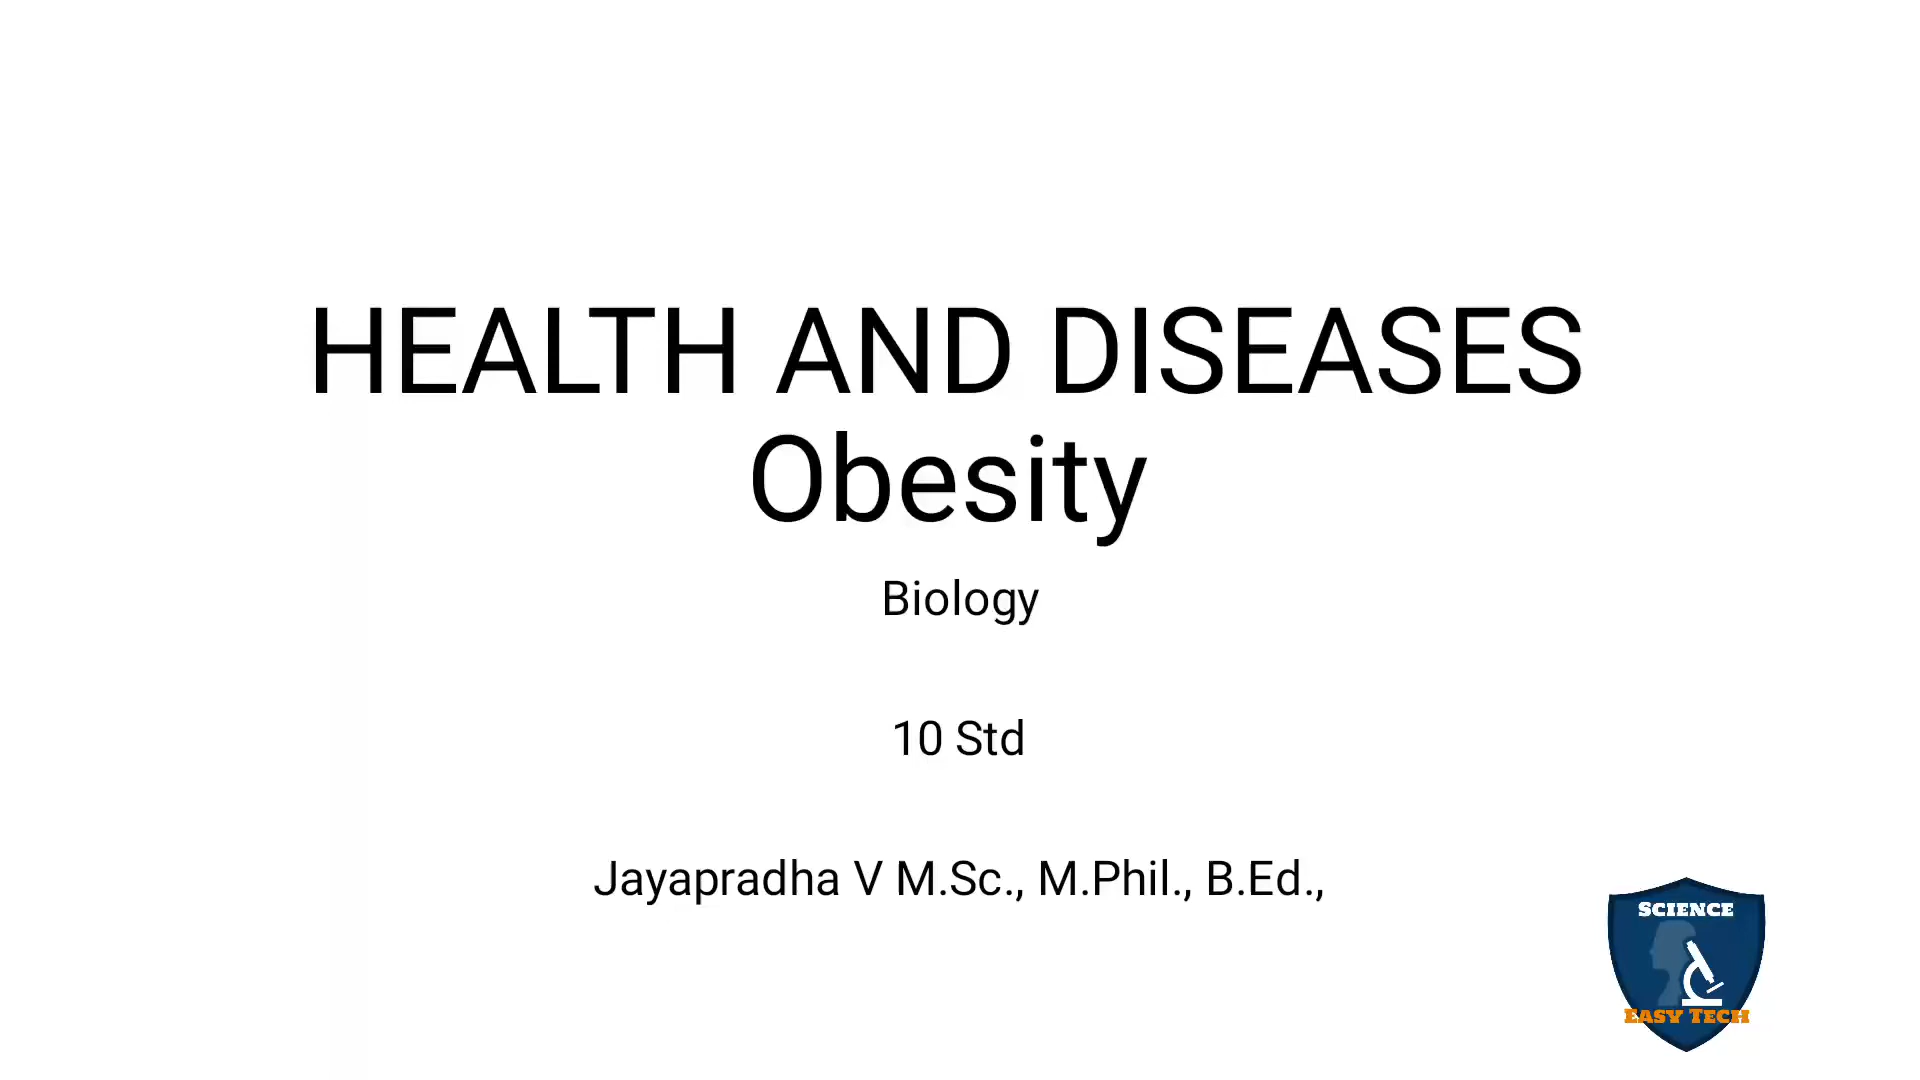 HEALTH AND DISEASES
Obesity
Biology
10 Std
Jayapradha V M.Sc., M.Phil., B.Ed.,
SCIENCE
EASY TECH